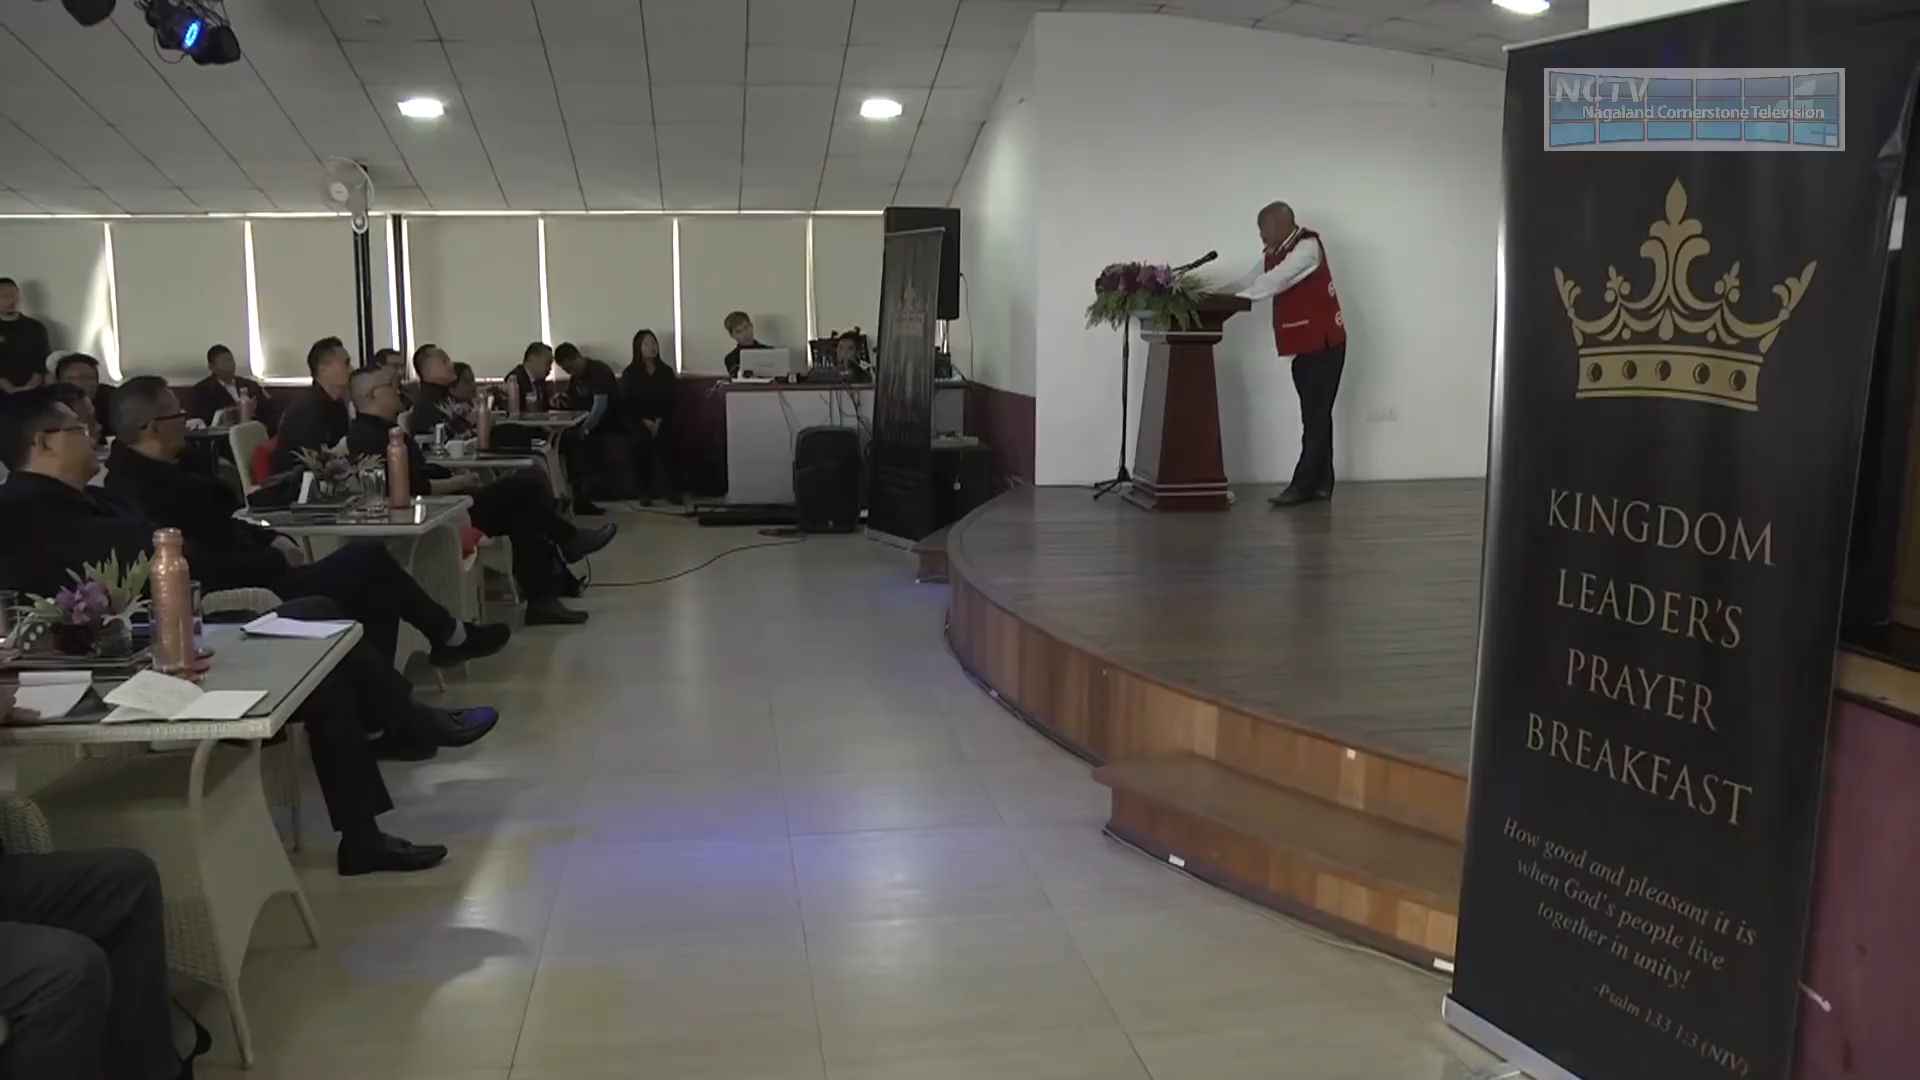 NCTV
Nagaland Cornerstone Television
KINGDOM
LEADER'S
PRAYER
BREAKFAST
How good and pleasant it is
when God's people live
together in unity!
-Psalm 133 1:3 (NIV)